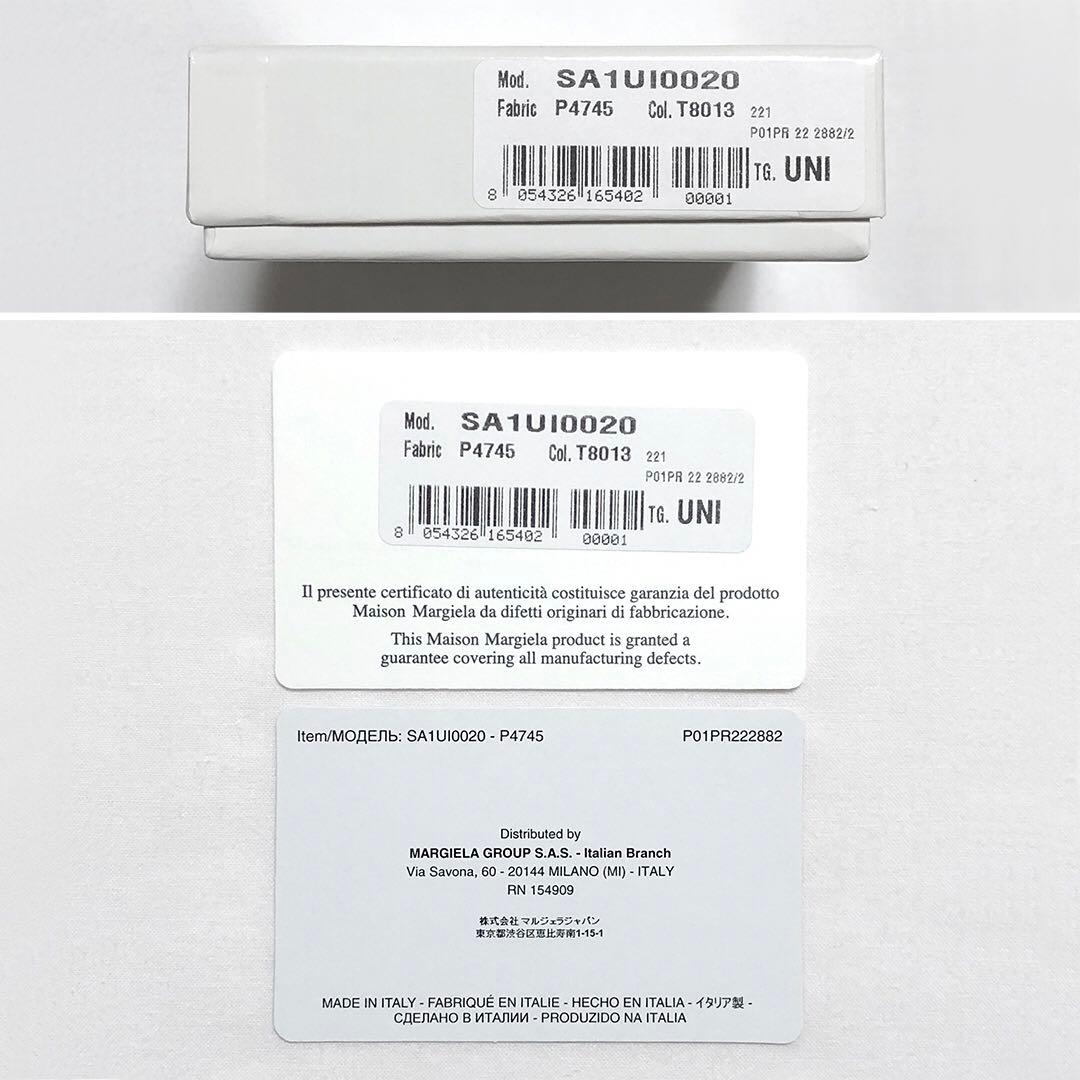 Mod. SA1UI0020
Fabric P4745 Col. T8013 221
P01PR 22 2882/2
TG. UNI
8 054326 165402 00001
Mod. SA1UI0020
Fabric P4745 Col. T8013 221
P01PR 22 2882/2
TG. UNI
8 054326 165402 00001
Il presente certificato di autenticità costituisce garanzia del prodotto
Maison Margiela da difetti originari di fabbricazione.
This Maison Margiela product is granted a
guarantee covering all manufacturing defects.
Item/МОДЕЛЬ: SA1UI0020 - P4745 P01PR222882
Distributed by
MARGIELA GROUP S.A.S. - Italian Branch
Via Savona, 60 - 20144 MILANO (MI) - ITALY
RN 154909
株式会社 マルジェラジャパン
東京都渋谷区恵比寿南1-15-1
MADE IN ITALY - FABRIQUÉ EN ITALIE - HECHO EN ITALIA - イタリア製 -
СДЕЛАНО В ИТАЛИИ - PRODUZIDO NA ITALIA